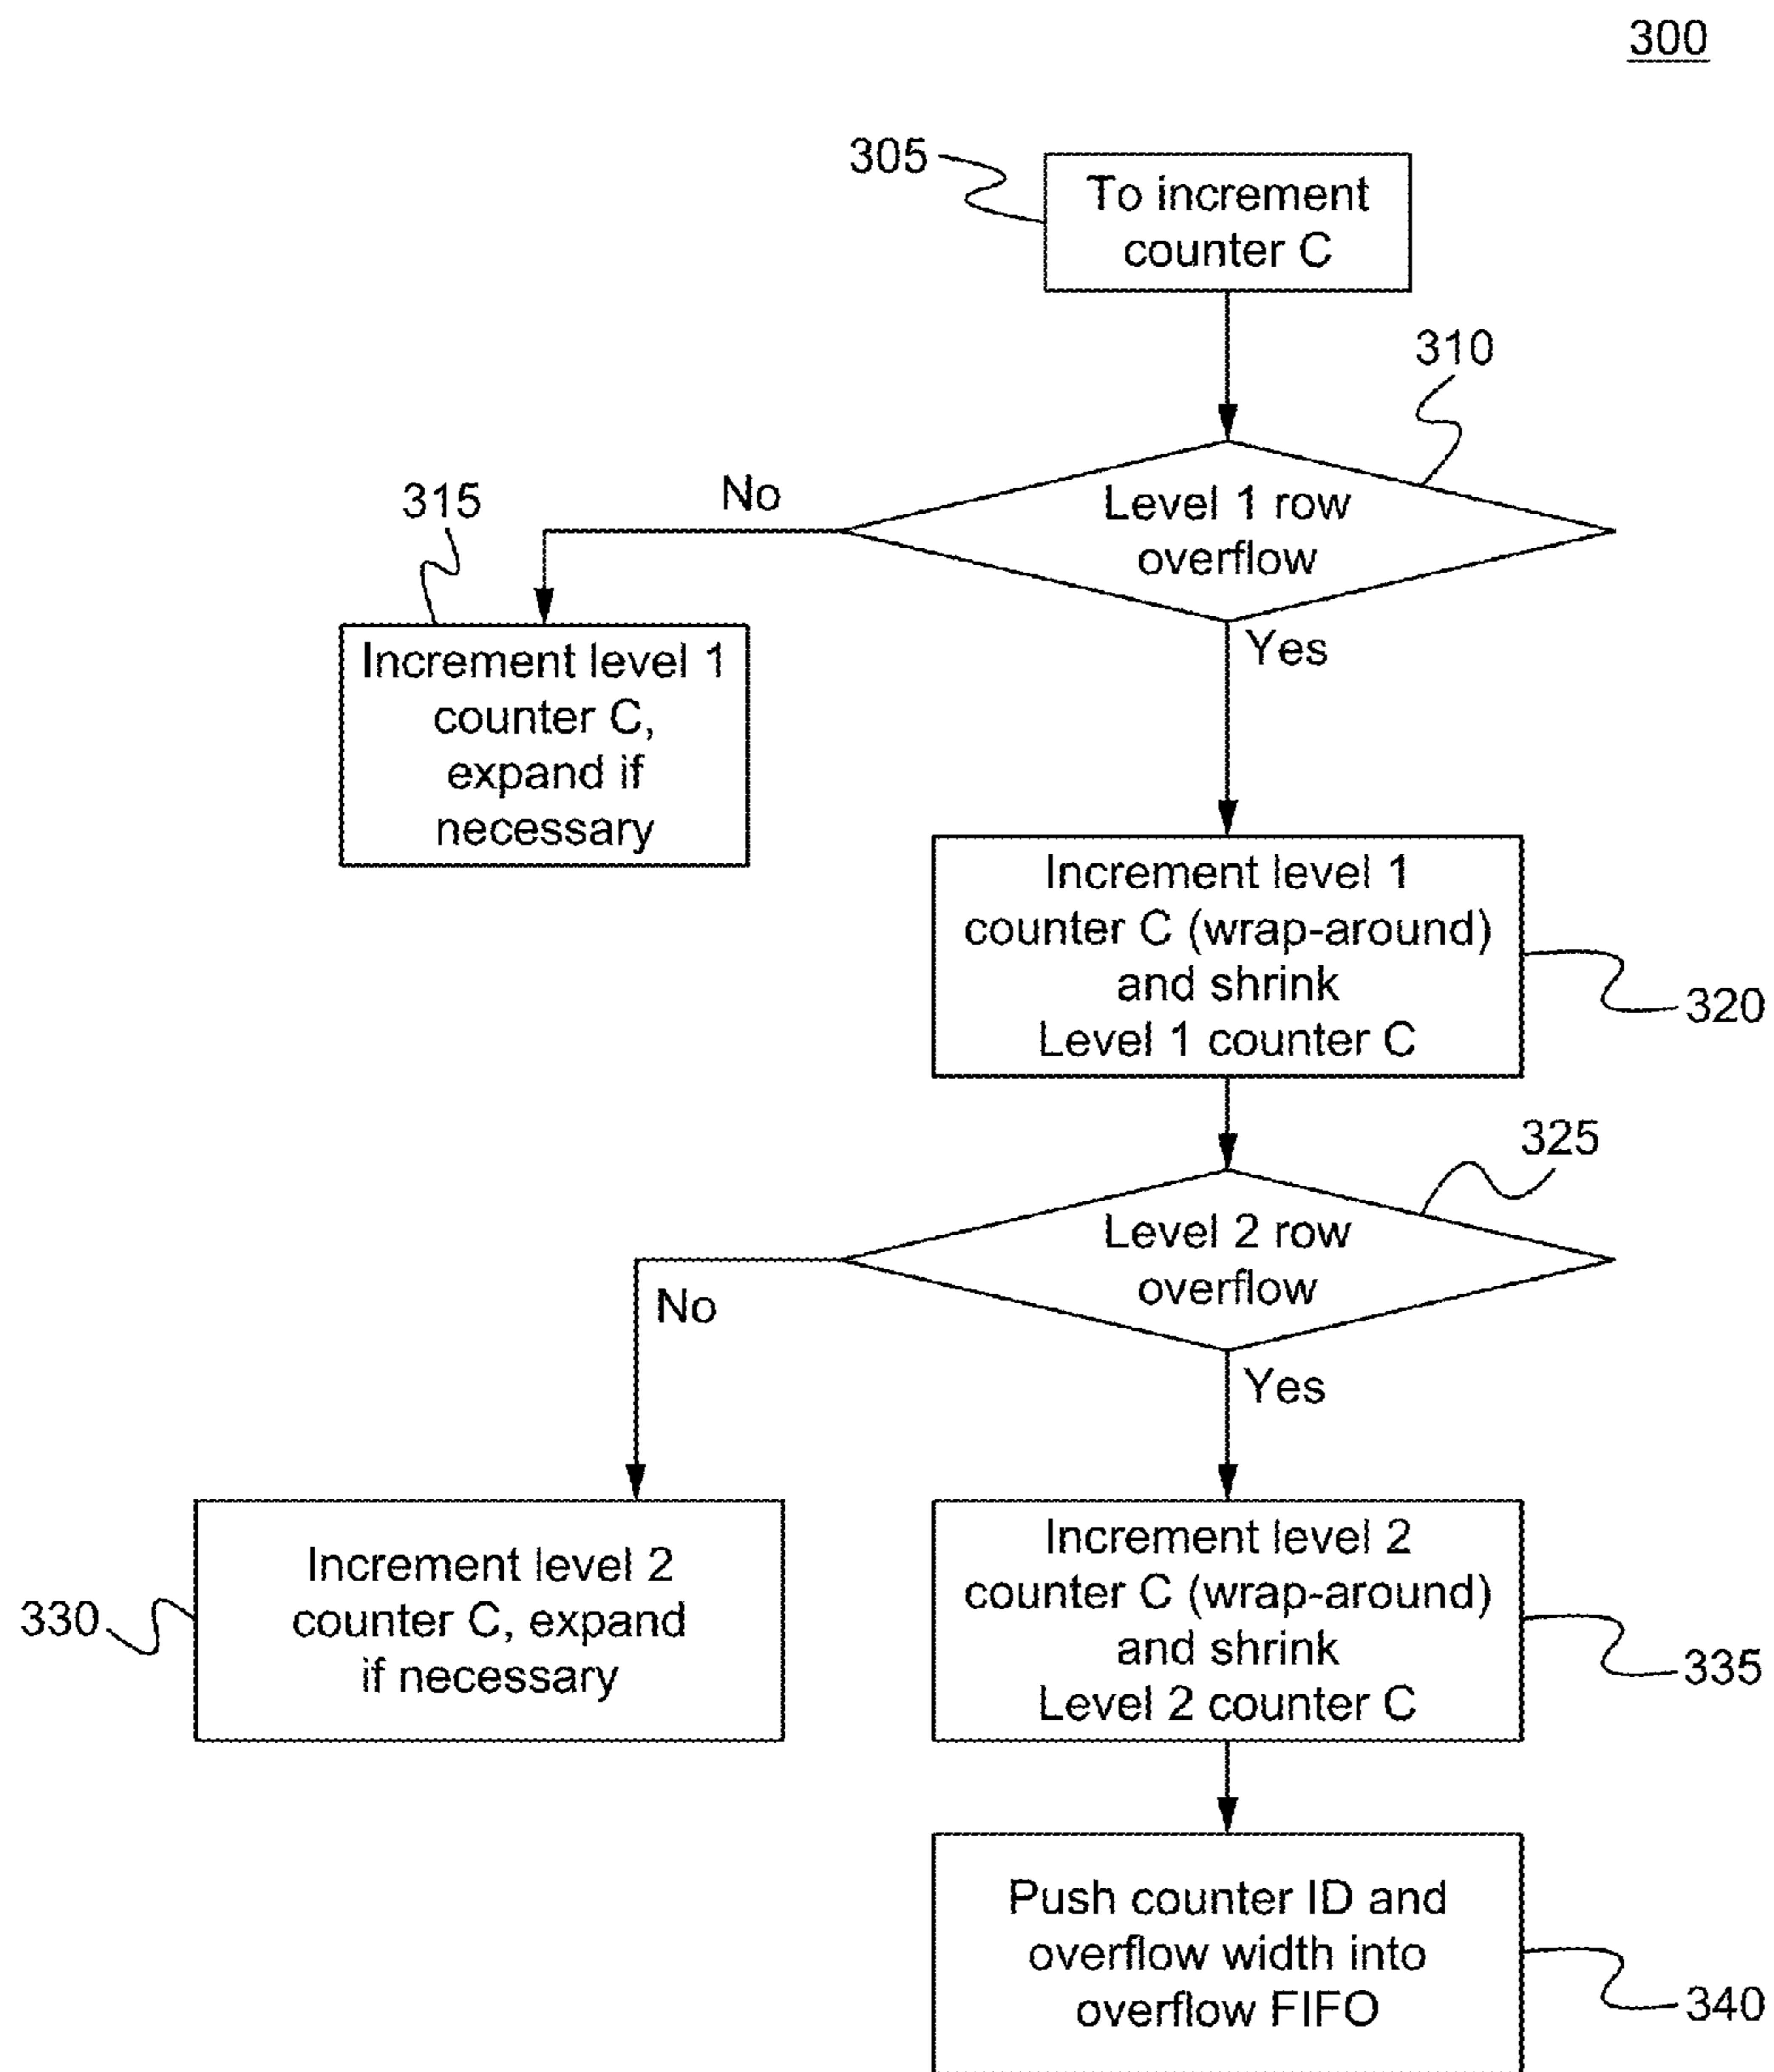 300
305
To increment
counter C
310
Level 1 row
overflow
No
315
Yes
Increment level 1
counter C,
expand if
necessary
Increment level 1
counter C (wrap-around)
and shrink
Level 1 counter C
320
325
Level 2 row
overflow
No
Yes
Increment level 2
counter C, expand
if necessary
330
Increment level 2
counter C (wrap-around)
and shrink
Level 2 counter C
335
Push counter ID and
overflow width into
overflow FIFO
340